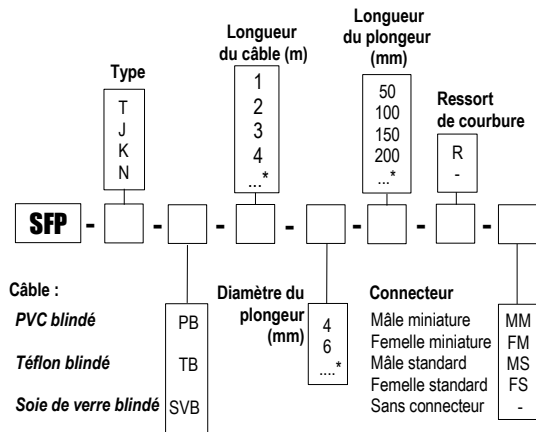 Type
T
J
K
N
Longueur
du câble (m)
1
2
3
4
...*
Longueur
du plongeur
(mm)
50
100
150
200
...*
Ressort
de courbure
R
-
SFP - - - - - - -
Câble :
PVC blindé PB
Téflon blindé TB
Soie de verre blindé SVB
Diamètre du
plongeur
(mm)
4
6
....*
Connecteur
Mâle miniature MM
Femelle miniature FM
Mâle standard MS
Femelle standard FS
Sans connecteur -